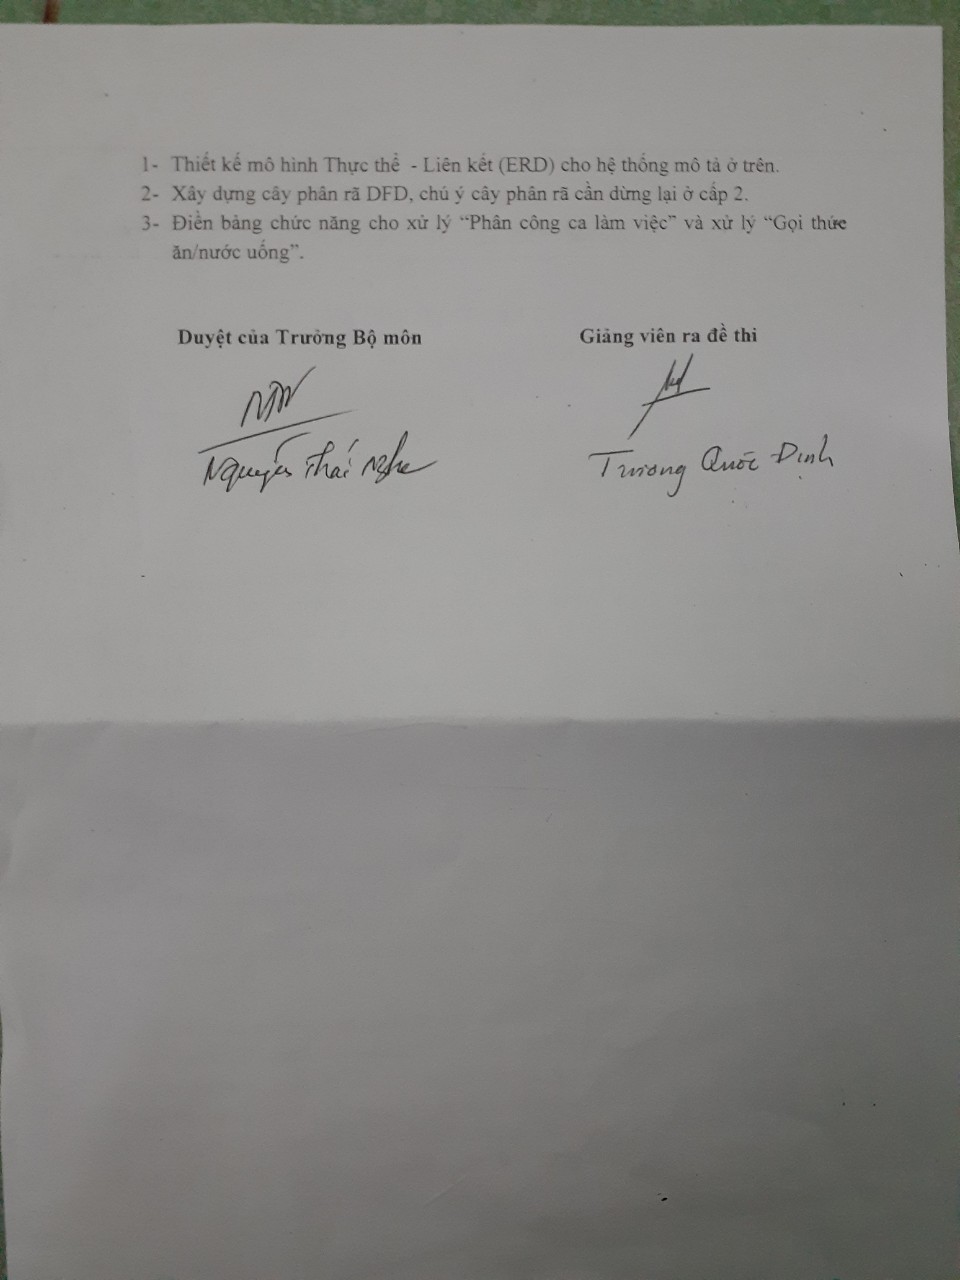 1- Thiết kế mô hình Thực thể - Liên kết (ERD) cho hệ thống mô tả ở trên.
2- Xây dựng cây phân rã DFD, chú ý cây phân rã cần dừng lại ở cấp 2.
3- Điền bảng chức năng cho xử lý “Phân công ca làm việc” và xử lý “Gọi thức
ăn/nước uống”.
Duyệt của Trưởng Bộ môn
Giảng viên ra đề thi
Nguyễn Thái Nghe
Trương Quốc Định